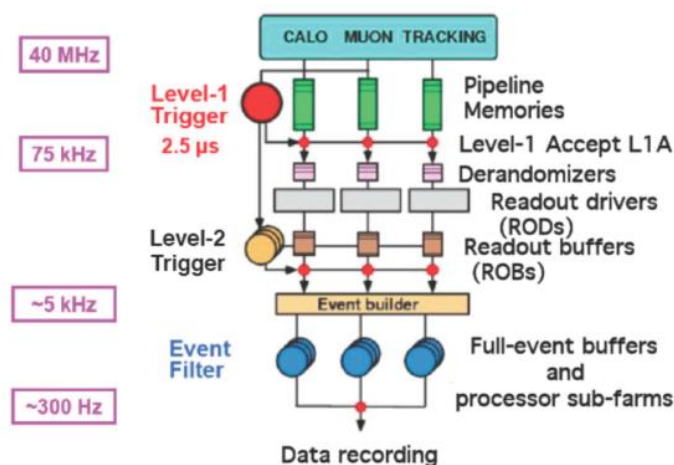 CALO MUON TRACKING
40 MHz
Level-1
Trigger
2.5 μs
Pipeline
Memories
75 kHz
Level-1 Accept L1A
Derandomizers
Readout drivers
(RODs)
Level-2
Trigger
Readout buffers
(ROBs)
~5 kHz
Event builder
Event
Filter
Full-event buffers
and
processor sub-farms
~300 Hz
Data recording